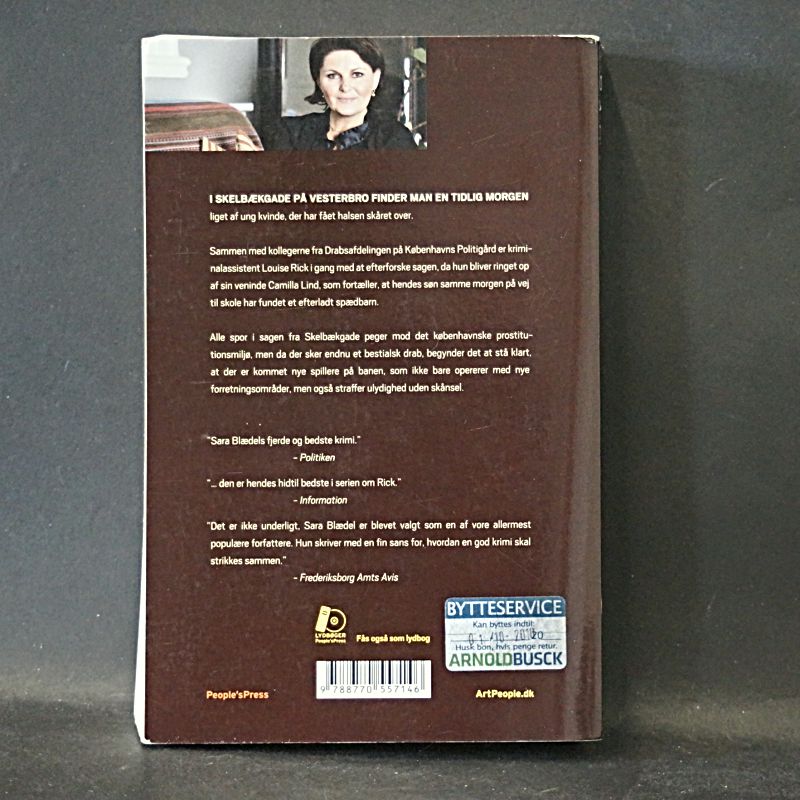 I SKELBÆKGADE PÅ VESTERBRO FINDER MAN EN TIDLIG MORGEN
liget af ung kvinde, der har fået halsen skåret over.
Sammen med kollegerne fra Drabsafdelingen på Københavns Politigård er krimi-
nalassistent Louise Rick i gang med at efterforske sagen, da hun bliver ringet op
af sin veninde Camilla Lind, som fortæller, at hendes søn samme morgen på vej
til skole har fundet et efterladt spædbarn.
Alle spor i sagen fra Skelbækgade peger mod det københavnske prostitu-
tionsmiljø, men da der sker endnu et bestialsk drab, begynder det at stå klart,
at der er kommet nye spillere på banen, som ikke bare opererer med nye
forretningsområder, men også straffer ulydighed uden skånsel.
"Sara Blædels fjerde og bedste krimi."
– Politiken
"... den er hendes hidtil bedste i serien om Rick."
– Information
"Det er ikke underligt, Sara Blædel er blevet valgt som en af vore allermest
populære forfattere. Hun skriver med en fin sans for, hvordan en god krimi skal
strikkes sammen."
– Frederiksborg Amts Avis
LYDBØGER
People'sPress
Fås også som lydbog
BYTTESERVICE
Kan byttes indtil:
Husk bon, hvis penge retur.
ARNOLDBUSCK
9 788770 557146
People'sPress
ArtPeople.dk